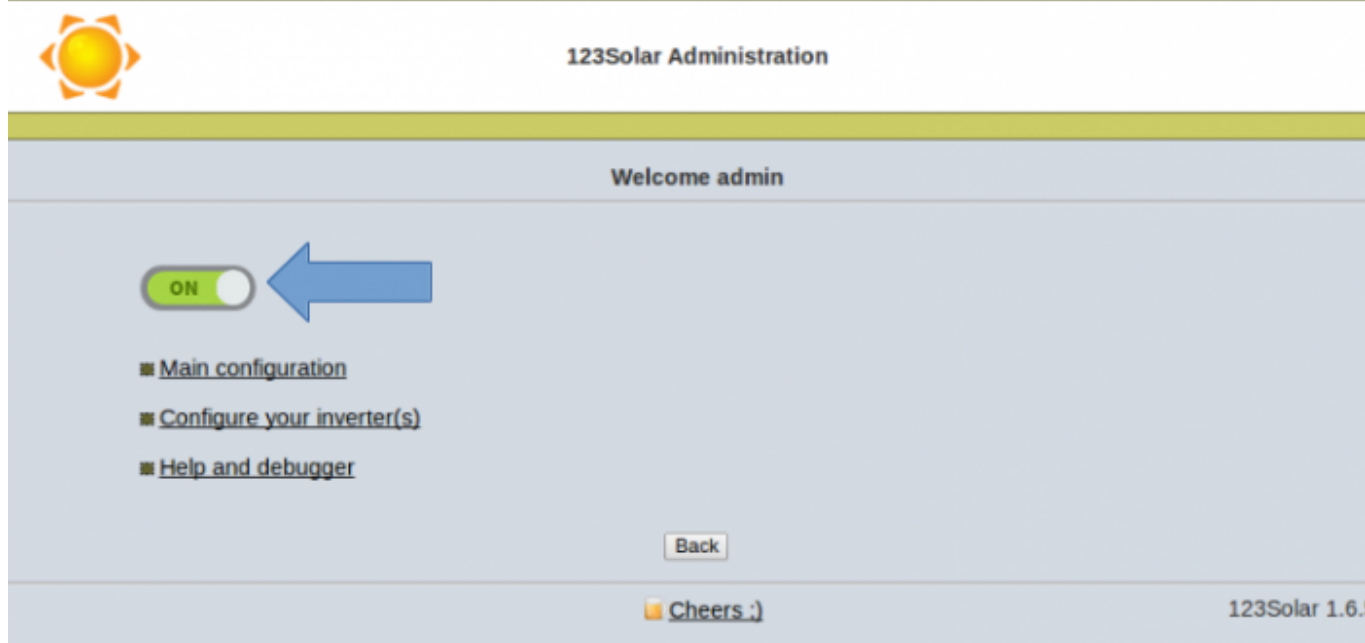 123Solar Administration
Welcome admin
ON
Main configuration
Configure your inverter(s)
Help and debugger
Back
Cheers ;)
123Solar 1.6.